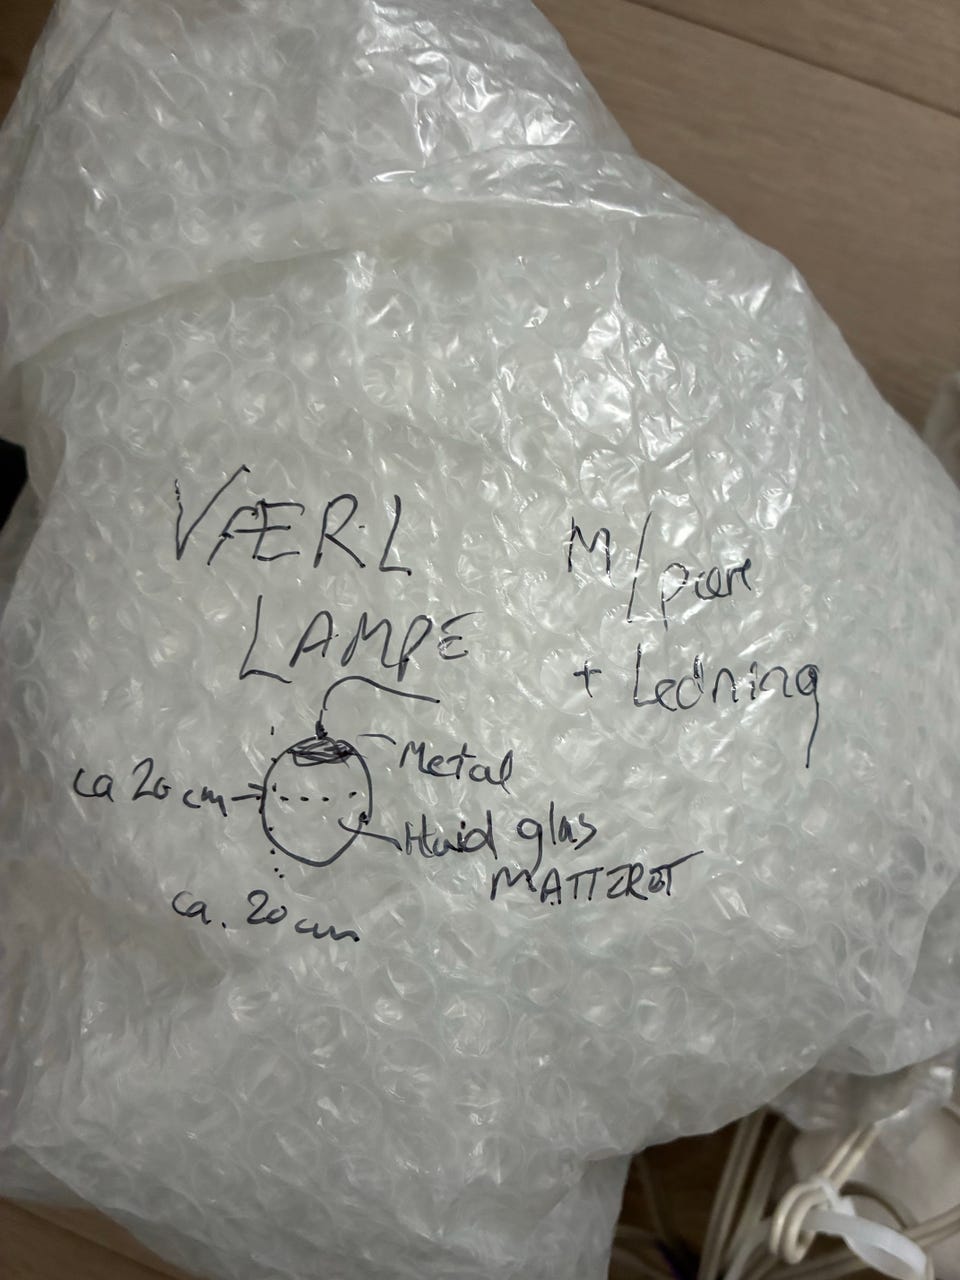 VÆRL
LAMPE
M/pære
+ Ledning
Metal
ca 20 cm
Hvid glas
MATTERET
ca. 20 cm